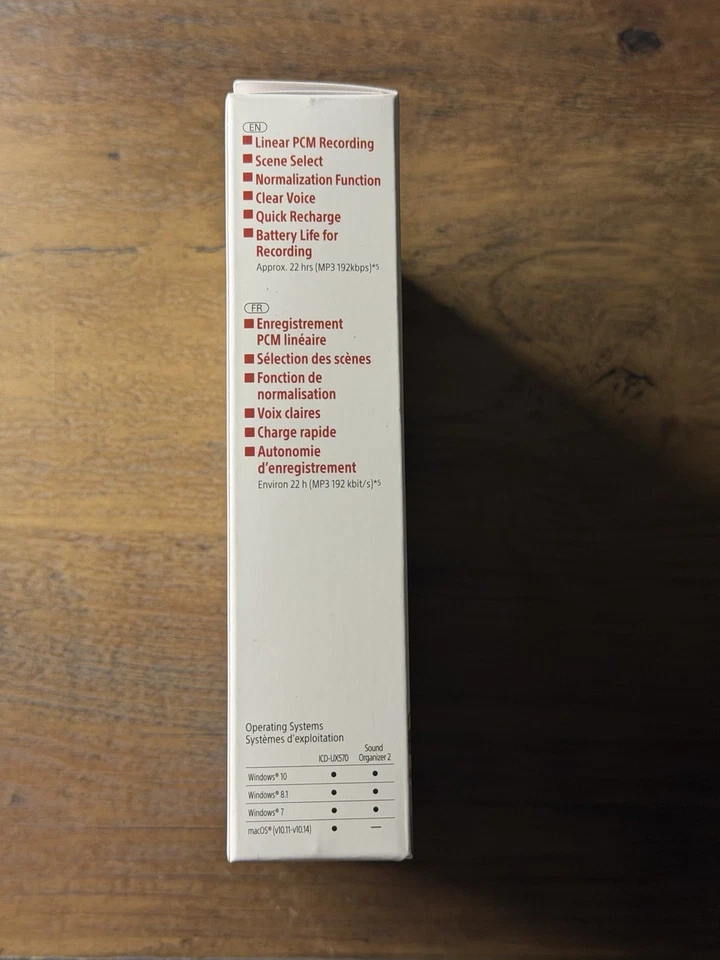 EN
Linear PCM Recording
Scene Select
Normalization Function
Clear Voice
Quick Recharge
Battery Life for
Recording
Approx. 22 hrs (MP3 192kbps)*5
FR
Enregistrement
PCM linéaire
Sélection des scènes
Fonction de
normalisation
Voix claires
Charge rapide
Autonomie
d'enregistrement
Environ 22 h (MP3 192 kbit/s)*5
Operating Systems
Systèmes d'exploitation
ICD-UX570 Sound
Organizer 2
Windows® 10 ● ●
Windows® 8.1 ● ●
Windows® 7 ● ●
macOS® (v10.11-v10.14) ● —